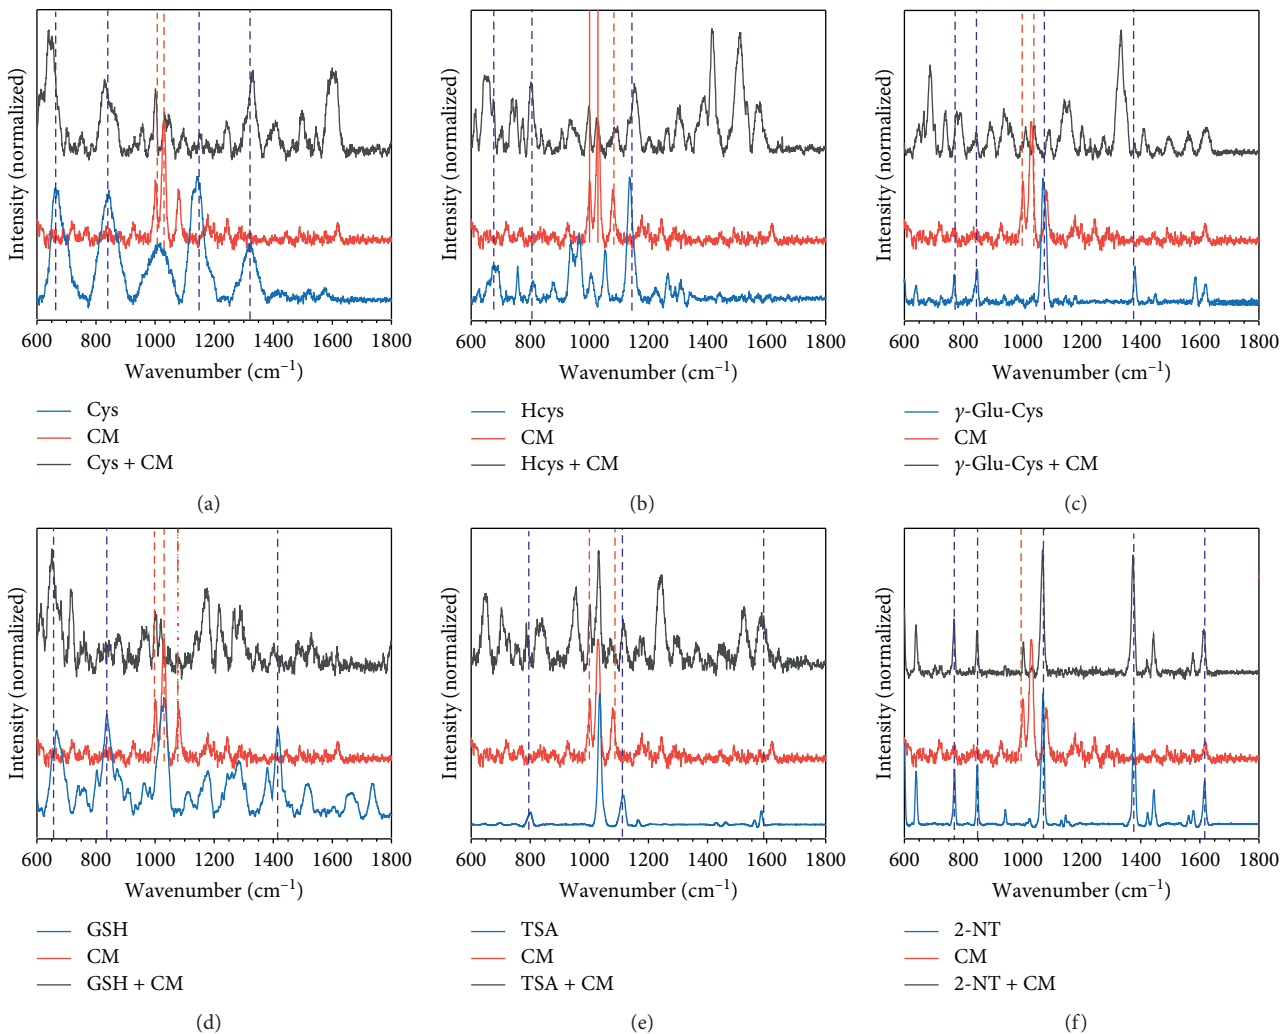 Intensity (normalized)
600 800 1000 1200 1400 1600 1800
Wavenumber (cm−1)
Cys
CM
Cys + CM
(a)
Intensity (normalized)
600 800 1000 1200 1400 1600 1800
Wavenumber (cm−1)
Hcys
CM
Hcys + CM
(b)
Intensity (normalized)
600 800 1000 1200 1400 1600 1800
Wavenumber (cm−1)
γ-Glu-Cys
CM
γ-Glu-Cys + CM
(c)
Intensity (normalized)
600 800 1000 1200 1400 1600 1800
Wavenumber (cm−1)
GSH
CM
GSH + CM
(d)
Intensity (normalized)
600 800 1000 1200 1400 1600 1800
Wavenumber (cm−1)
TSA
CM
TSA + CM
(e)
Intensity (normalized)
600 800 1000 1200 1400 1600 1800
Wavenumber (cm−1)
2-NT
CM
2-NT + CM
(f)